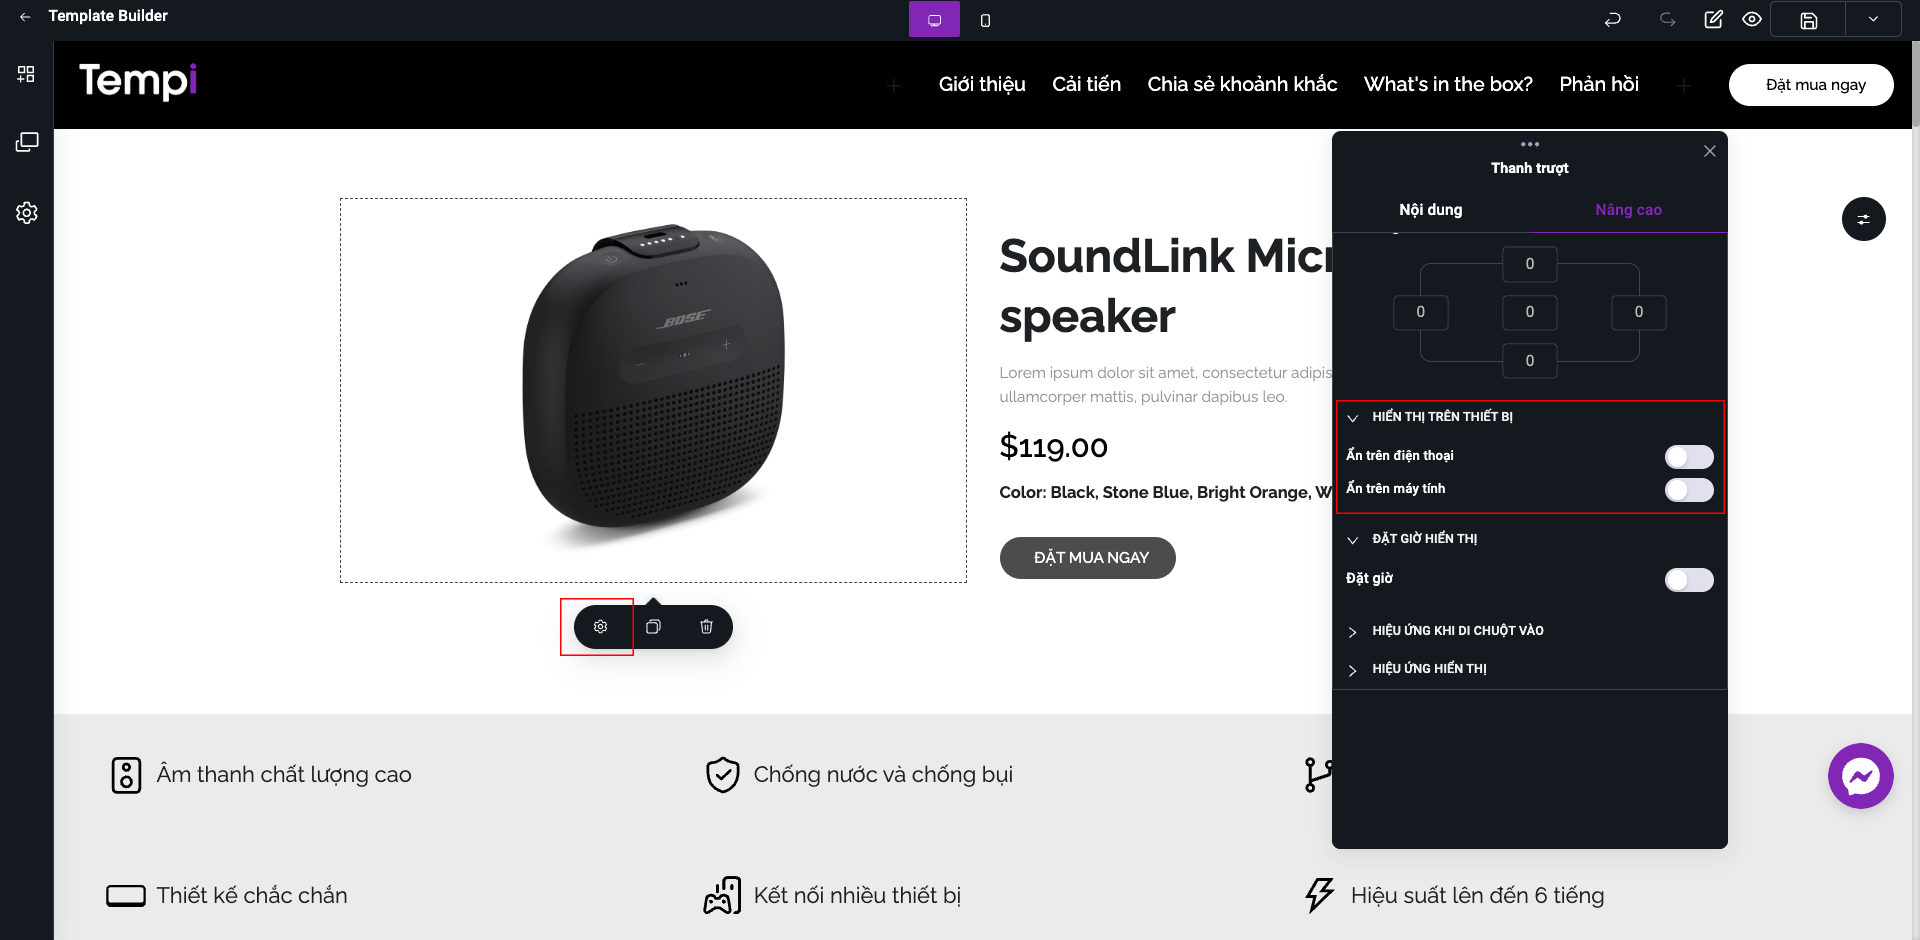 Template Builder
Tempi
Giới thiệu
Cải tiến
Chia sẻ khoảnh khắc
What's in the box?
Phản hồi
Đặt mua ngay
BOSE
SoundLink Micr
speaker
Lorem ipsum dolor sit amet, consectetur adipis
ullamcorper mattis, pulvinar dapibus leo.
$119.00
Color: Black, Stone Blue, Bright Orange, W
ĐẶT MUA NGAY
Thanh trượt
Nội dung
Nâng cao
0
0
0
0
0
HIỂN THỊ TRÊN THIẾT BỊ
Ẩn trên điện thoại
Ẩn trên máy tính
ĐẶT GIỜ HIỂN THỊ
Đặt giờ
HIỆU ỨNG KHI DI CHUỘT VÀO
HIỆU ỨNG HIỂN THỊ
Âm thanh chất lượng cao
Chống nước và chống bụi
Thiết kế chắc chắn
Kết nối nhiều thiết bị
Hiệu suất lên đến 6 tiếng